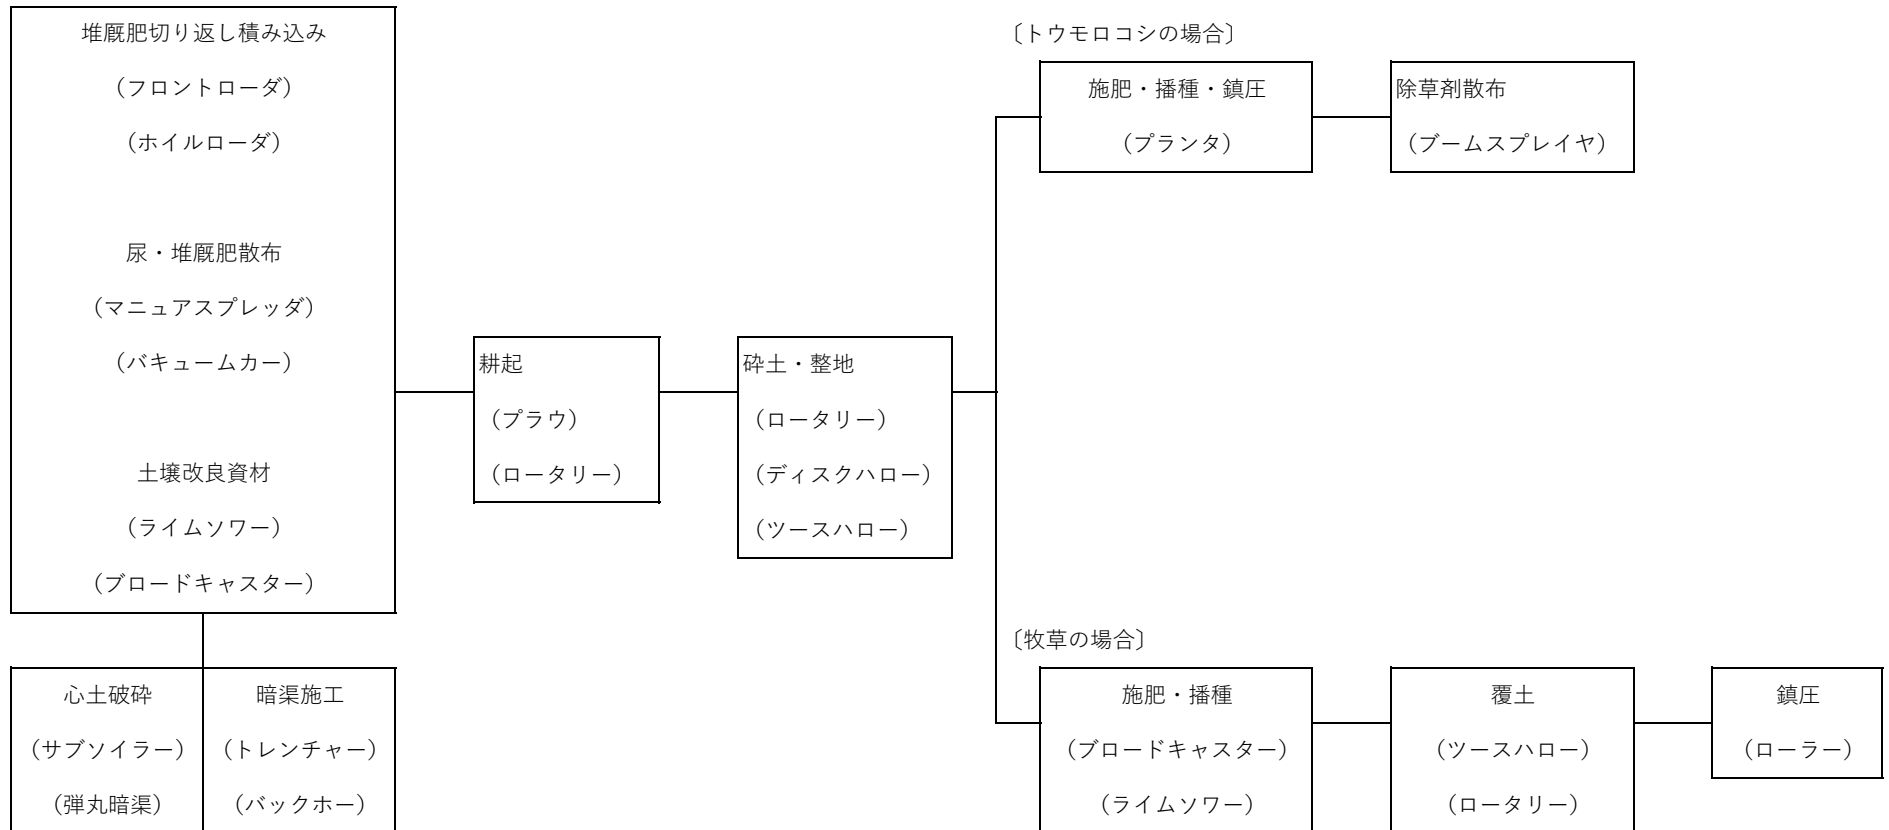 堆厩肥切り返し積み込み
（フロントローダ）
（ホイルローダ）
尿・堆厩肥散布
（マニュアスプレッダ）
（バキュームカー）
土壌改良資材
（ライムソワー）
（ブロードキャスター）
心土破砕
（サブソイラー）
（弾丸暗渠）
暗渠施工
（トレンチャー）
（バックホー）
耕起
（プラウ）
（ロータリー）
砕土・整地
（ロータリー）
（ディスクハロー）
（ツースハロー）
〔トウモロコシの場合〕
施肥・播種・鎮圧
（プランタ）
除草剤散布
（ブームスプレイヤ）
〔牧草の場合〕
施肥・播種
（ブロードキャスター）
（ライムソワー）
覆土
（ツースハロー）
（ロータリー）
鎮圧
（ローラー）